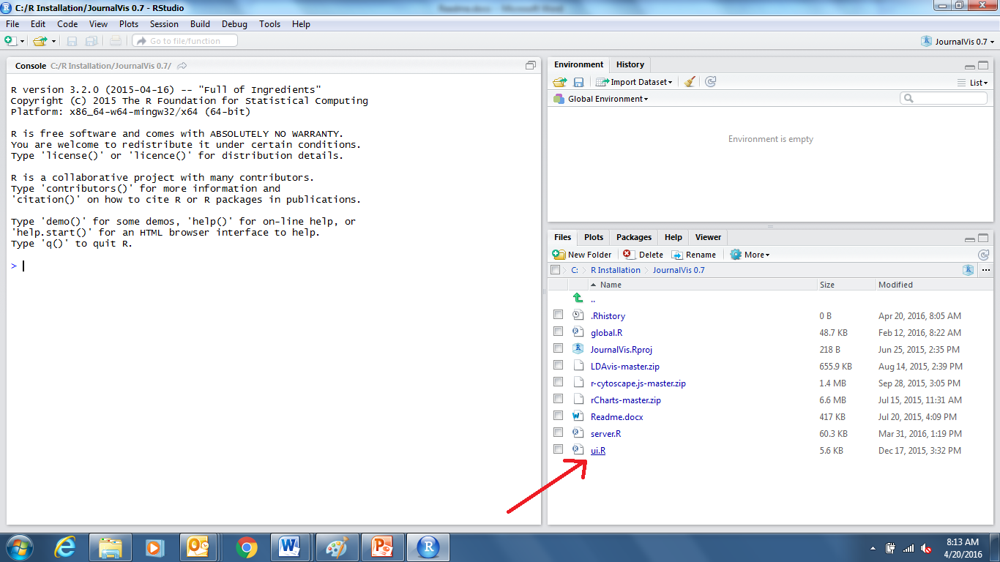 C:/R Installation/JournalVis 0.7 - RStudio
Readme.docx - Microsoft Word
File Edit Code View Plots Session Build Debug Tools Help
Go to file/function
JournalVis 0.7
Console C:/R Installation/JournalVis 0.7/
R version 3.2.0 (2015-04-16) -- "Full of Ingredients"
Copyright (C) 2015 The R Foundation for Statistical Computing
Platform: x86_64-w64-mingw32/x64 (64-bit)
R is free software and comes with ABSOLUTELY NO WARRANTY.
You are welcome to redistribute it under certain conditions.
Type 'license()' or 'licence()' for distribution details.
R is a collaborative project with many contributors.
Type 'contributors()' for more information and
'citation()' on how to cite R or R packages in publications.
Type 'demo()' for some demos, 'help()' for on-line help, or
'help.start()' for an HTML browser interface to help.
Type 'q()' to quit R.
>
Environment History
Import Dataset List
Global Environment
Environment is empty
Files Plots Packages Help Viewer
New Folder Delete Rename More
C: R Installation JournalVis 0.7 ...
Name Size Modified
..
.Rhistory 0 B Apr 20, 2016, 8:05 AM
global.R 48.7 KB Feb 12, 2016, 8:22 AM
JournalVis.Rproj 218 B Jun 25, 2015, 2:35 PM
LDAvis-master.zip 655.9 KB Aug 14, 2015, 2:39 PM
r-cytoscape.js-master.zip 1.4 MB Sep 28, 2015, 3:05 PM
rCharts-master.zip 6.6 MB Jul 15, 2015, 11:31 AM
Readme.docx 417 KB Jul 20, 2015, 4:09 PM
server.R 60.3 KB Mar 31, 2016, 1:19 PM
ui.R 5.6 KB Dec 17, 2015, 3:32 PM
8:13 AM
4/20/2016